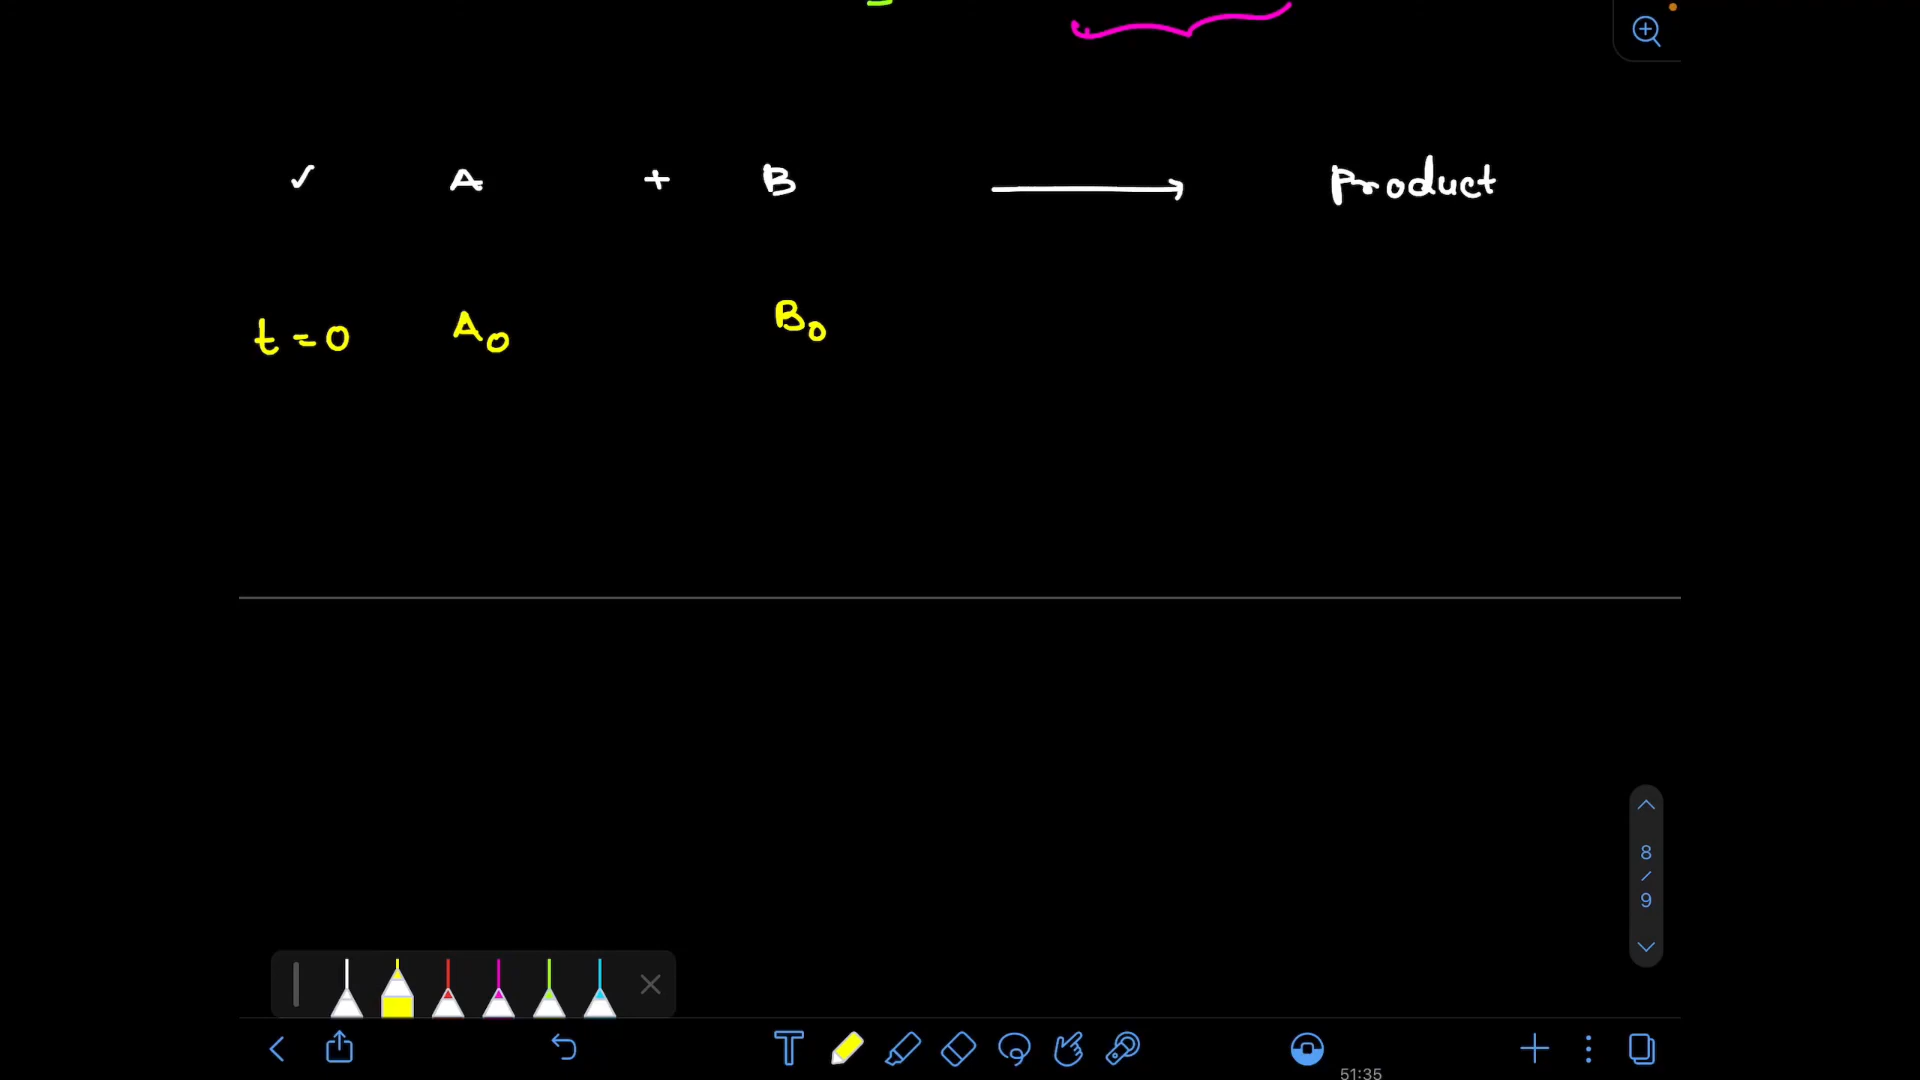 ✓ A + B ⟶ Product
t = 0 A₀ B₀
8
/
9
51:35